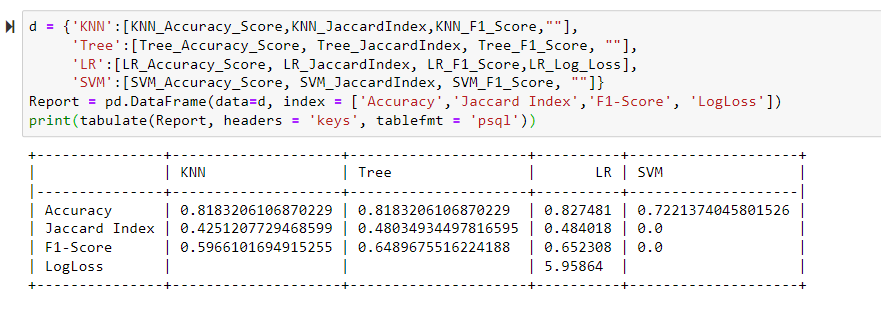 d = {'KNN':[KNN_Accuracy_Score,KNN_JaccardIndex,KNN_F1_Score,""],
     'Tree':[Tree_Accuracy_Score, Tree_JaccardIndex, Tree_F1_Score, ""],
     'LR':[LR_Accuracy_Score, LR_JaccardIndex, LR_F1_Score,LR_Log_Loss],
     'SVM':[SVM_Accuracy_Score, SVM_JaccardIndex, SVM_F1_Score, ""]}
Report = pd.DataFrame(data=d, index = ['Accuracy','Jaccard Index','F1-Score', 'LogLoss'])
print(tabulate(Report, headers = 'keys', tablefmt = 'psql'))
+---------------+--------------------+---------------------+----------+--------------------+
|               | KNN                | Tree                |       LR | SVM                |
|---------------+--------------------+---------------------+----------+--------------------|
| Accuracy      | 0.8183206106870229 | 0.8183206106870229  | 0.827481 | 0.7221374045801526 |
| Jaccard Index | 0.4251207729468599 | 0.48034934497816595 | 0.484018 | 0.0                |
| F1-Score      | 0.5966101694915255 | 0.6489675516224188  | 0.652308 | 0.0                |
| LogLoss       |                    |                     | 5.95864  |                    |
+---------------+--------------------+---------------------+----------+--------------------+